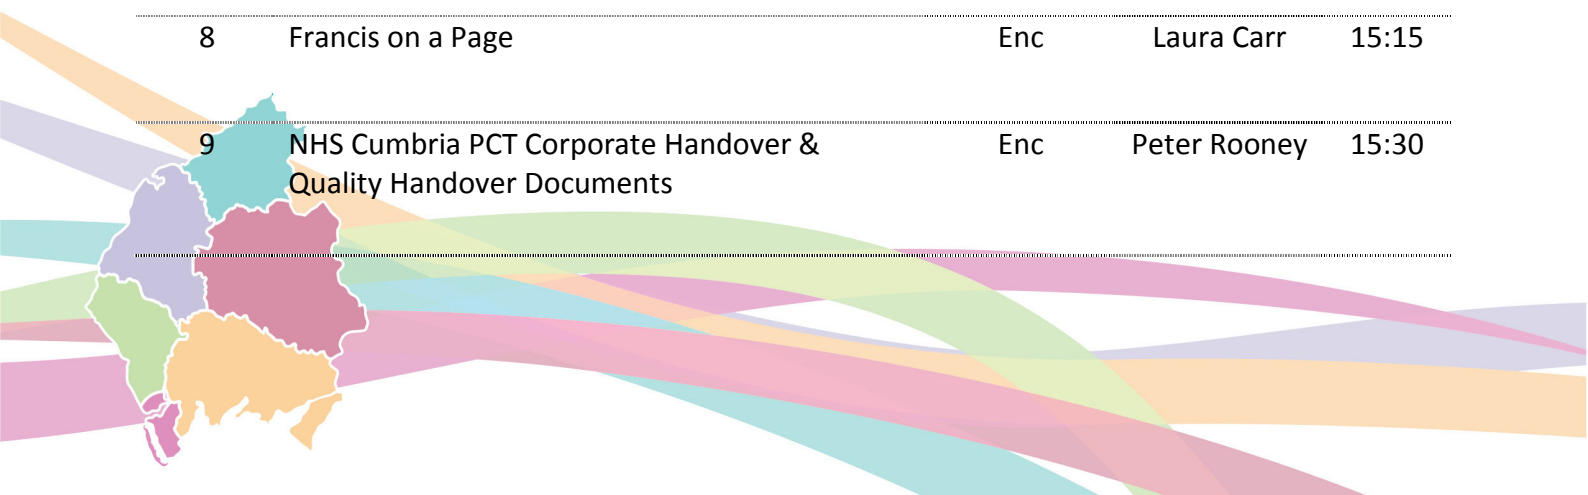 8 Francis on a Page Enc Laura Carr 15:15
9 NHS Cumbria PCT Corporate Handover & Enc Peter Rooney 15:30
Quality Handover Documents